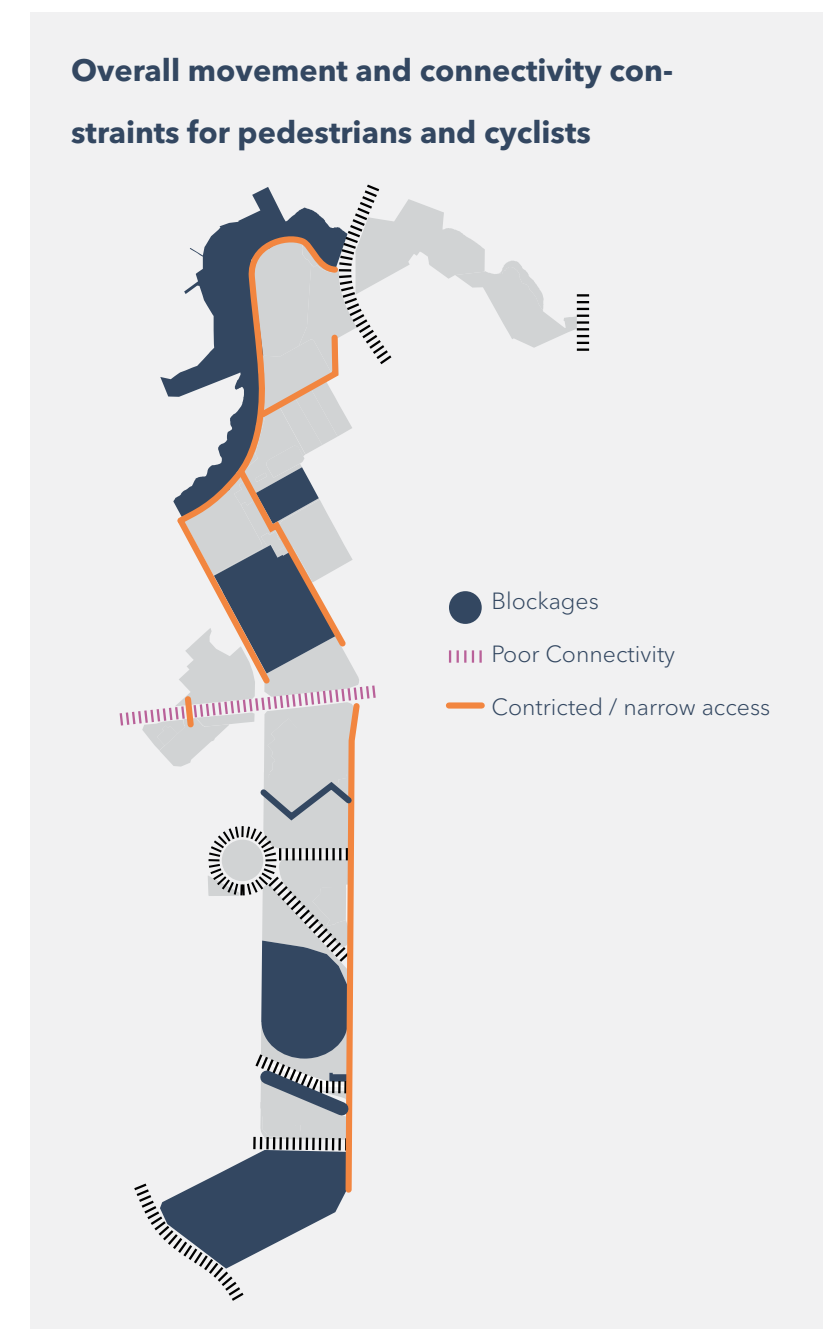 Overall movement and connectivity con-
straints for pedestrians and cyclists
Blockages
Poor Connectivity
Contricted / narrow access